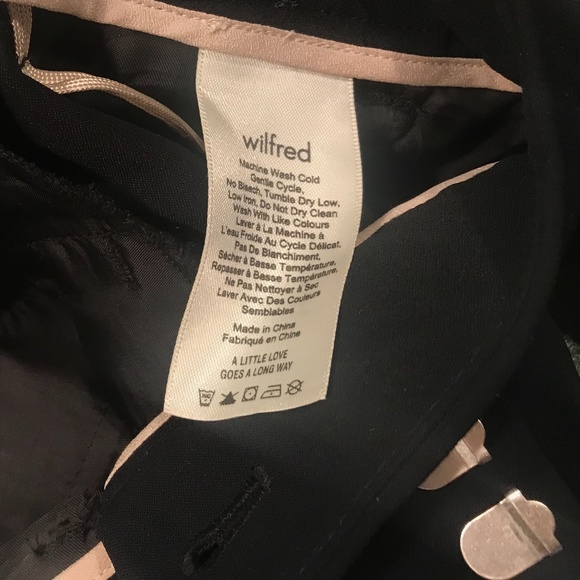 wilfred
Machine Wash Cold
Gentle Cycle,
No Bleach, Tumble Dry Low,
Low Iron, Do Not Dry Clean
Wash With Like Colours
Laver à La Machine à
L'eau Froide Au Cycle Délicat,
Pas De Blanchiment,
Sécher à Basse Température,
Repasser à Basse Température,
Ne Pas Nettoyer à Sec
Laver Avec Des Couleurs
Semblables
Made in China
Fabriqué en Chine
A LITTLE LOVE
GOES A LONG WAY